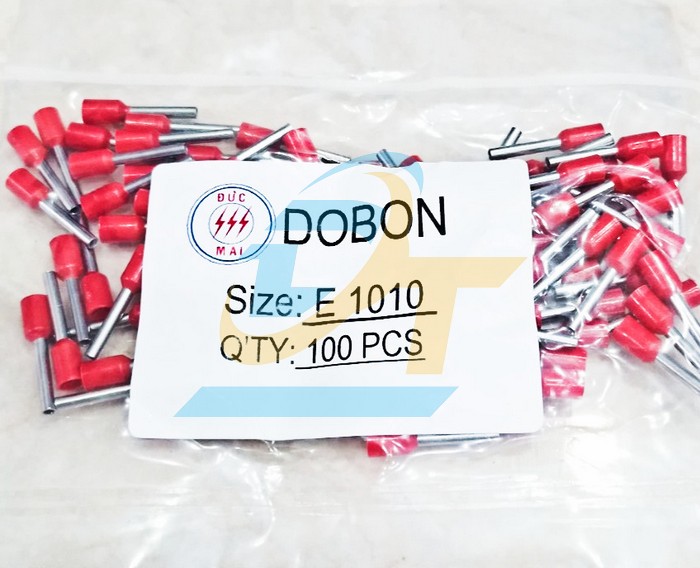 ĐỨC
MAI
DOBON
Size: E 1010
Q'TY: 100 PCS